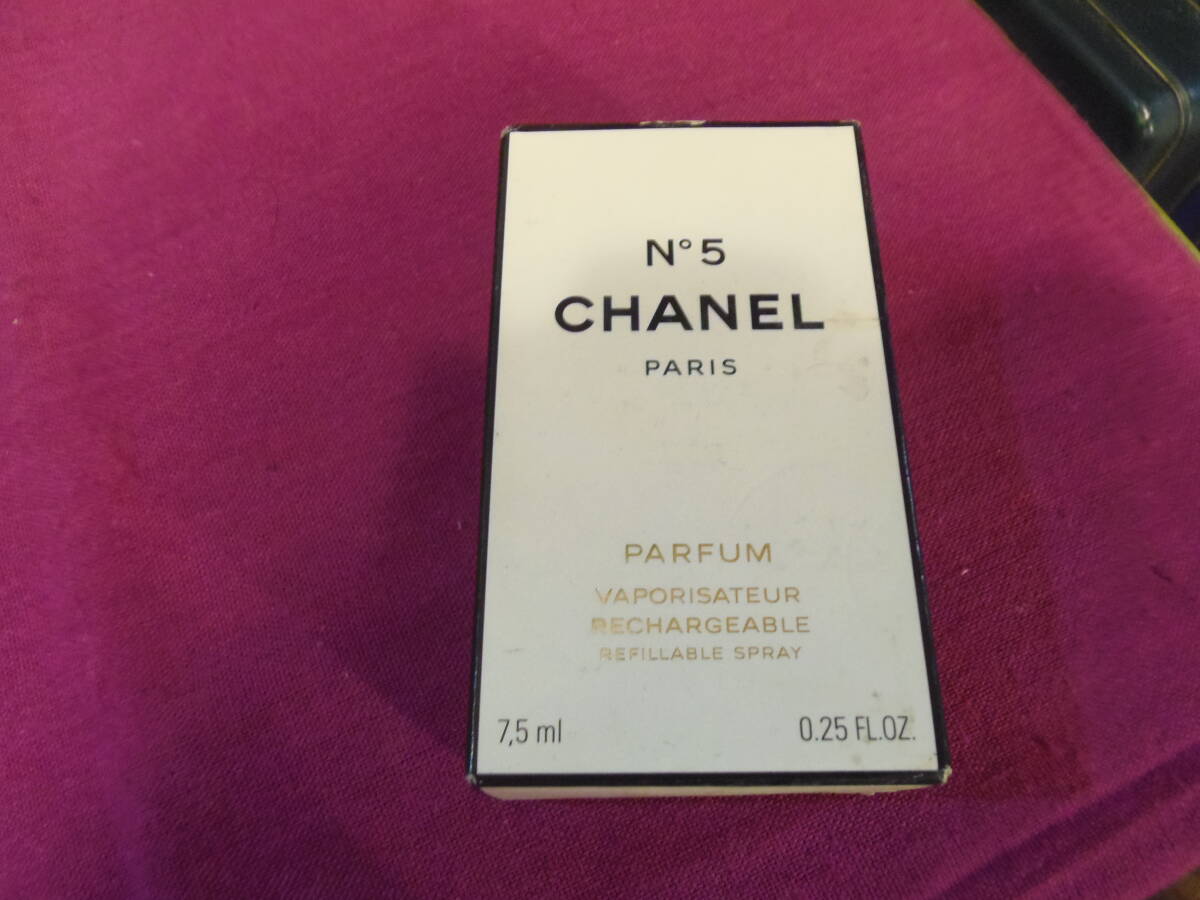 N°5
CHANEL
PARIS
PARFUM
VAPORISATEUR
RECHARGEABLE
REFILLABLE SPRAY
7,5 ml 0.25 FL.OZ.